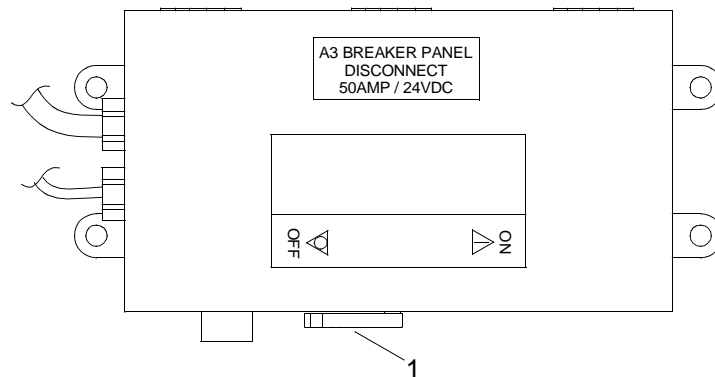 A3 BREAKER PANEL
DISCONNECT
50AMP / 24VDC
OFF
ON
1